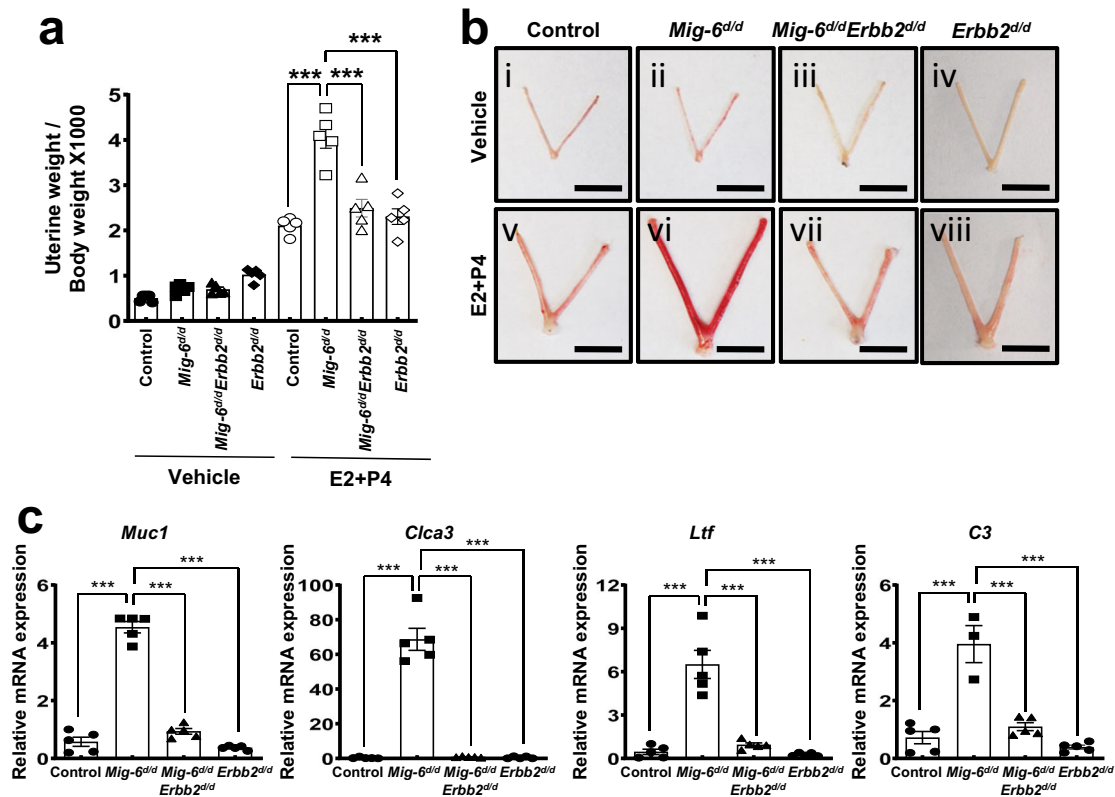 a
***
*** ***
Uterine weight /
Body weight X1000
5
4
3
2
1
0
Control
Mig-6d/d
Mig-6d/dErbb2d/d
Erbb2d/d
Control
Mig-6d/d
Mig-6d/dErbb2d/d
Erbb2d/d
Vehicle
E2+P4
b
Control
Mig-6d/d
Mig-6d/dErbb2d/d
Erbb2d/d
Vehicle
i
ii
iii
iv
E2+P4
v
vi
vii
viii
c
Muc1
Relative mRNA expression
6
4
2
0
***
*** ***
Control Mig-6d/d Mig-6d/d Erbb2d/d
Erbb2d/d
Clca3
Relative mRNA expression
100
80
60
40
20
0
***
*** ***
Control Mig-6d/d Mig-6d/d Erbb2d/d
Erbb2d/d
Ltf
Relative mRNA expression
12
9
6
3
0
***
*** ***
Control Mig-6d/d Mig-6d/d Erbb2d/d
Erbb2d/d
C3
Relative mRNA expression
6
4
2
0
***
*** ***
Control Mig-6d/d Mig-6d/d Erbb2d/d
Erbb2d/d